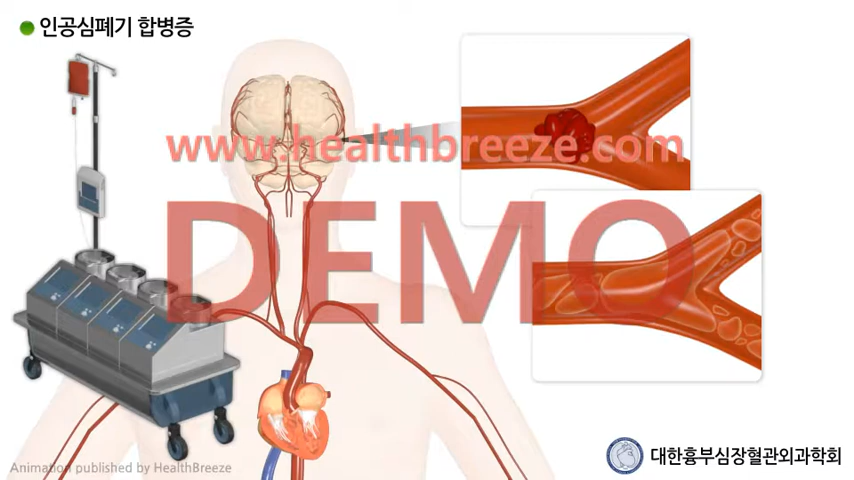 인공심폐기 합병증
www.healthbreeze.com
DEMO
Animation published by HealthBreeze
대한흉부심장혈관외과학회